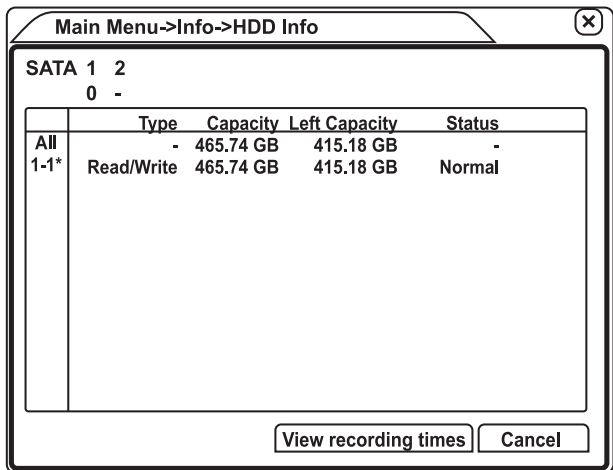 Main Menu->Info->HDD Info
SATA 1 2
0 -
Type Capacity Left Capacity Status
All - 465.74 GB 415.18 GB -
1-1* Read/Write 465.74 GB 415.18 GB Normal
View recording times Cancel